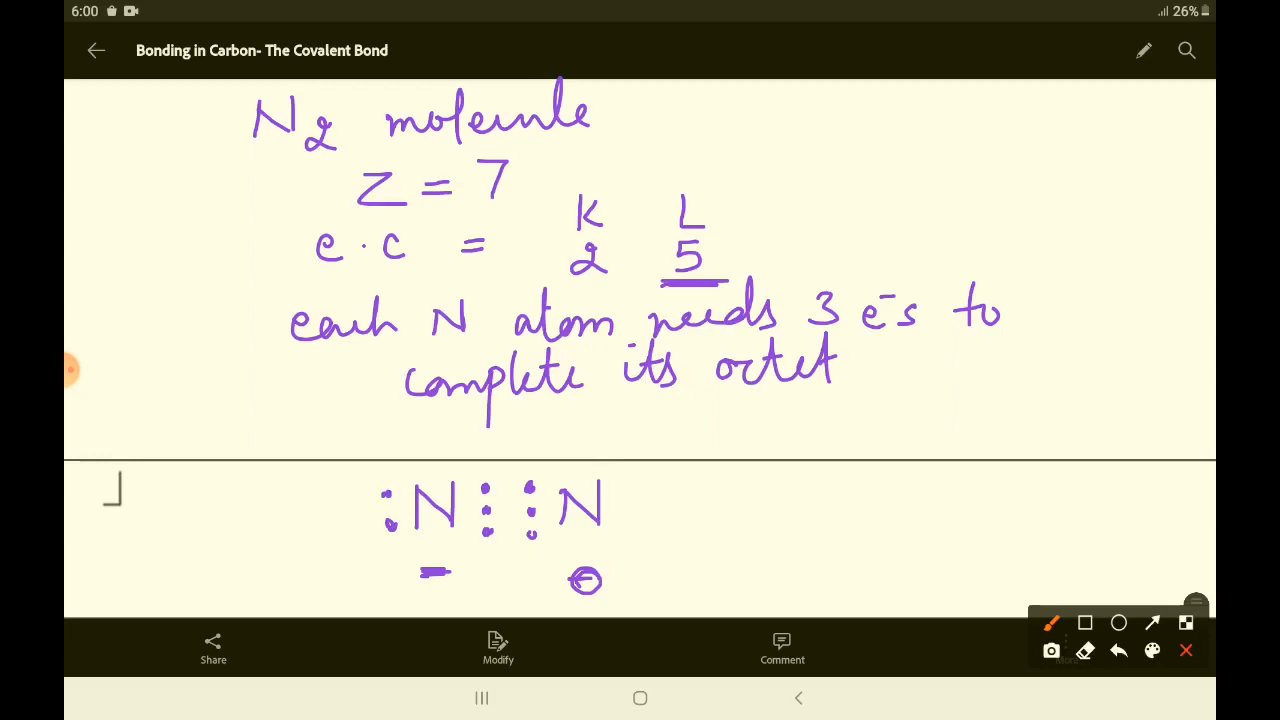 6:00 26%
Bonding in Carbon- The Covalent Bond
N2 molecule
Z = 7
K L
e.c = 2 5
each N atom needs 3 e-s to
complete its octet
:N⋮ ⋮N
Share Modify Comment More